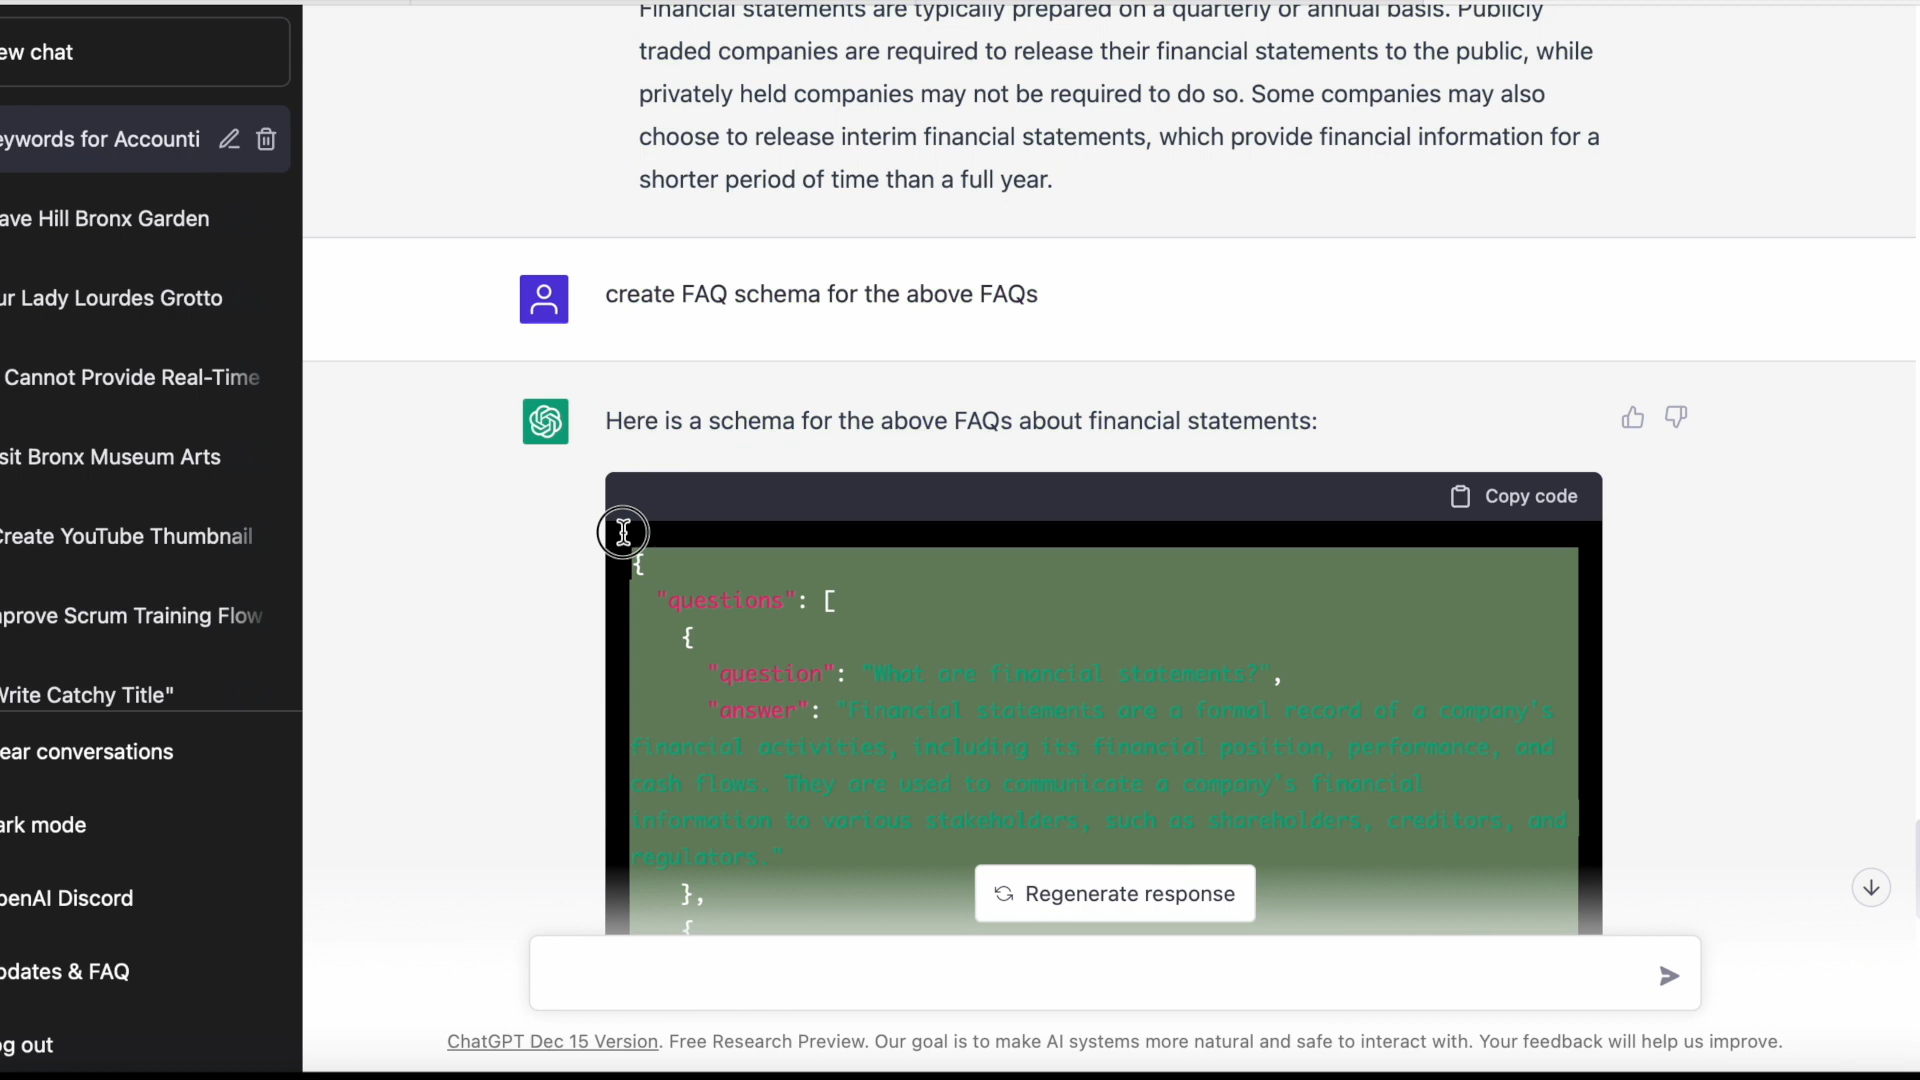 ew chat
eywords for Accounti
ave Hill Bronx Garden
ur Lady Lourdes Grotto
Cannot Provide Real-Time
sit Bronx Museum Arts
Create YouTube Thumbnail
prove Scrum Training Flow
Write Catchy Title"
ear conversations
ark mode
penAI Discord
pdates & FAQ
g out
Financial statements are typically prepared on a quarterly or annual basis. Publicly
traded companies are required to release their financial statements to the public, while
privately held companies may not be required to do so. Some companies may also
choose to release interim financial statements, which provide financial information for a
shorter period of time than a full year.
create FAQ schema for the above FAQs
Here is a schema for the above FAQs about financial statements:
Copy code
{
"questions": [
{
"question": "What are financial statements?",
"answer": "Financial statements are a formal record of a company's
financial activities, including its financial position, performance, and
cash flows. They are used to communicate a company's financial
information to various stakeholders, such as shareholders, creditors, and
regulators."
},
{
Regenerate response
ChatGPT Dec 15 Version. Free Research Preview. Our goal is to make AI systems more natural and safe to interact with. Your feedback will help us improve.